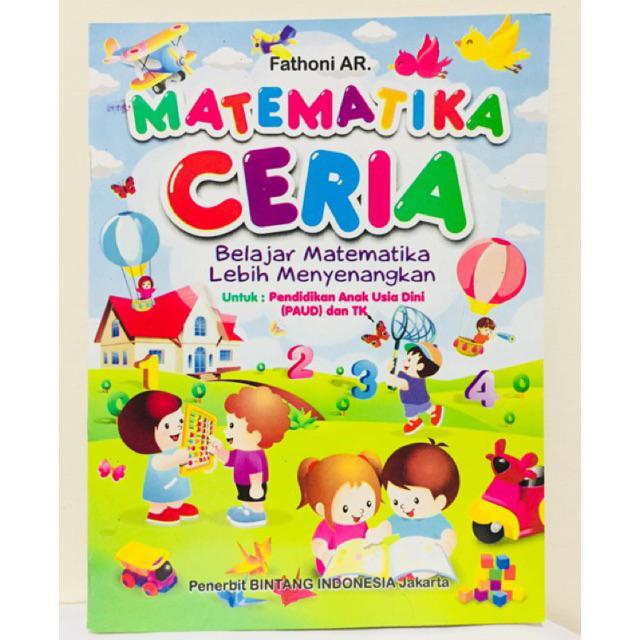 Fathoni AR.
MATEMATIKA
CERIA
Belajar Matematika
Lebih Menyenangkan
Untuk : Pendidikan Anak Usia Dini
(PAUD) dan TK
1
2
3
4
Penerbit BINTANG INDONESIA Jakarta